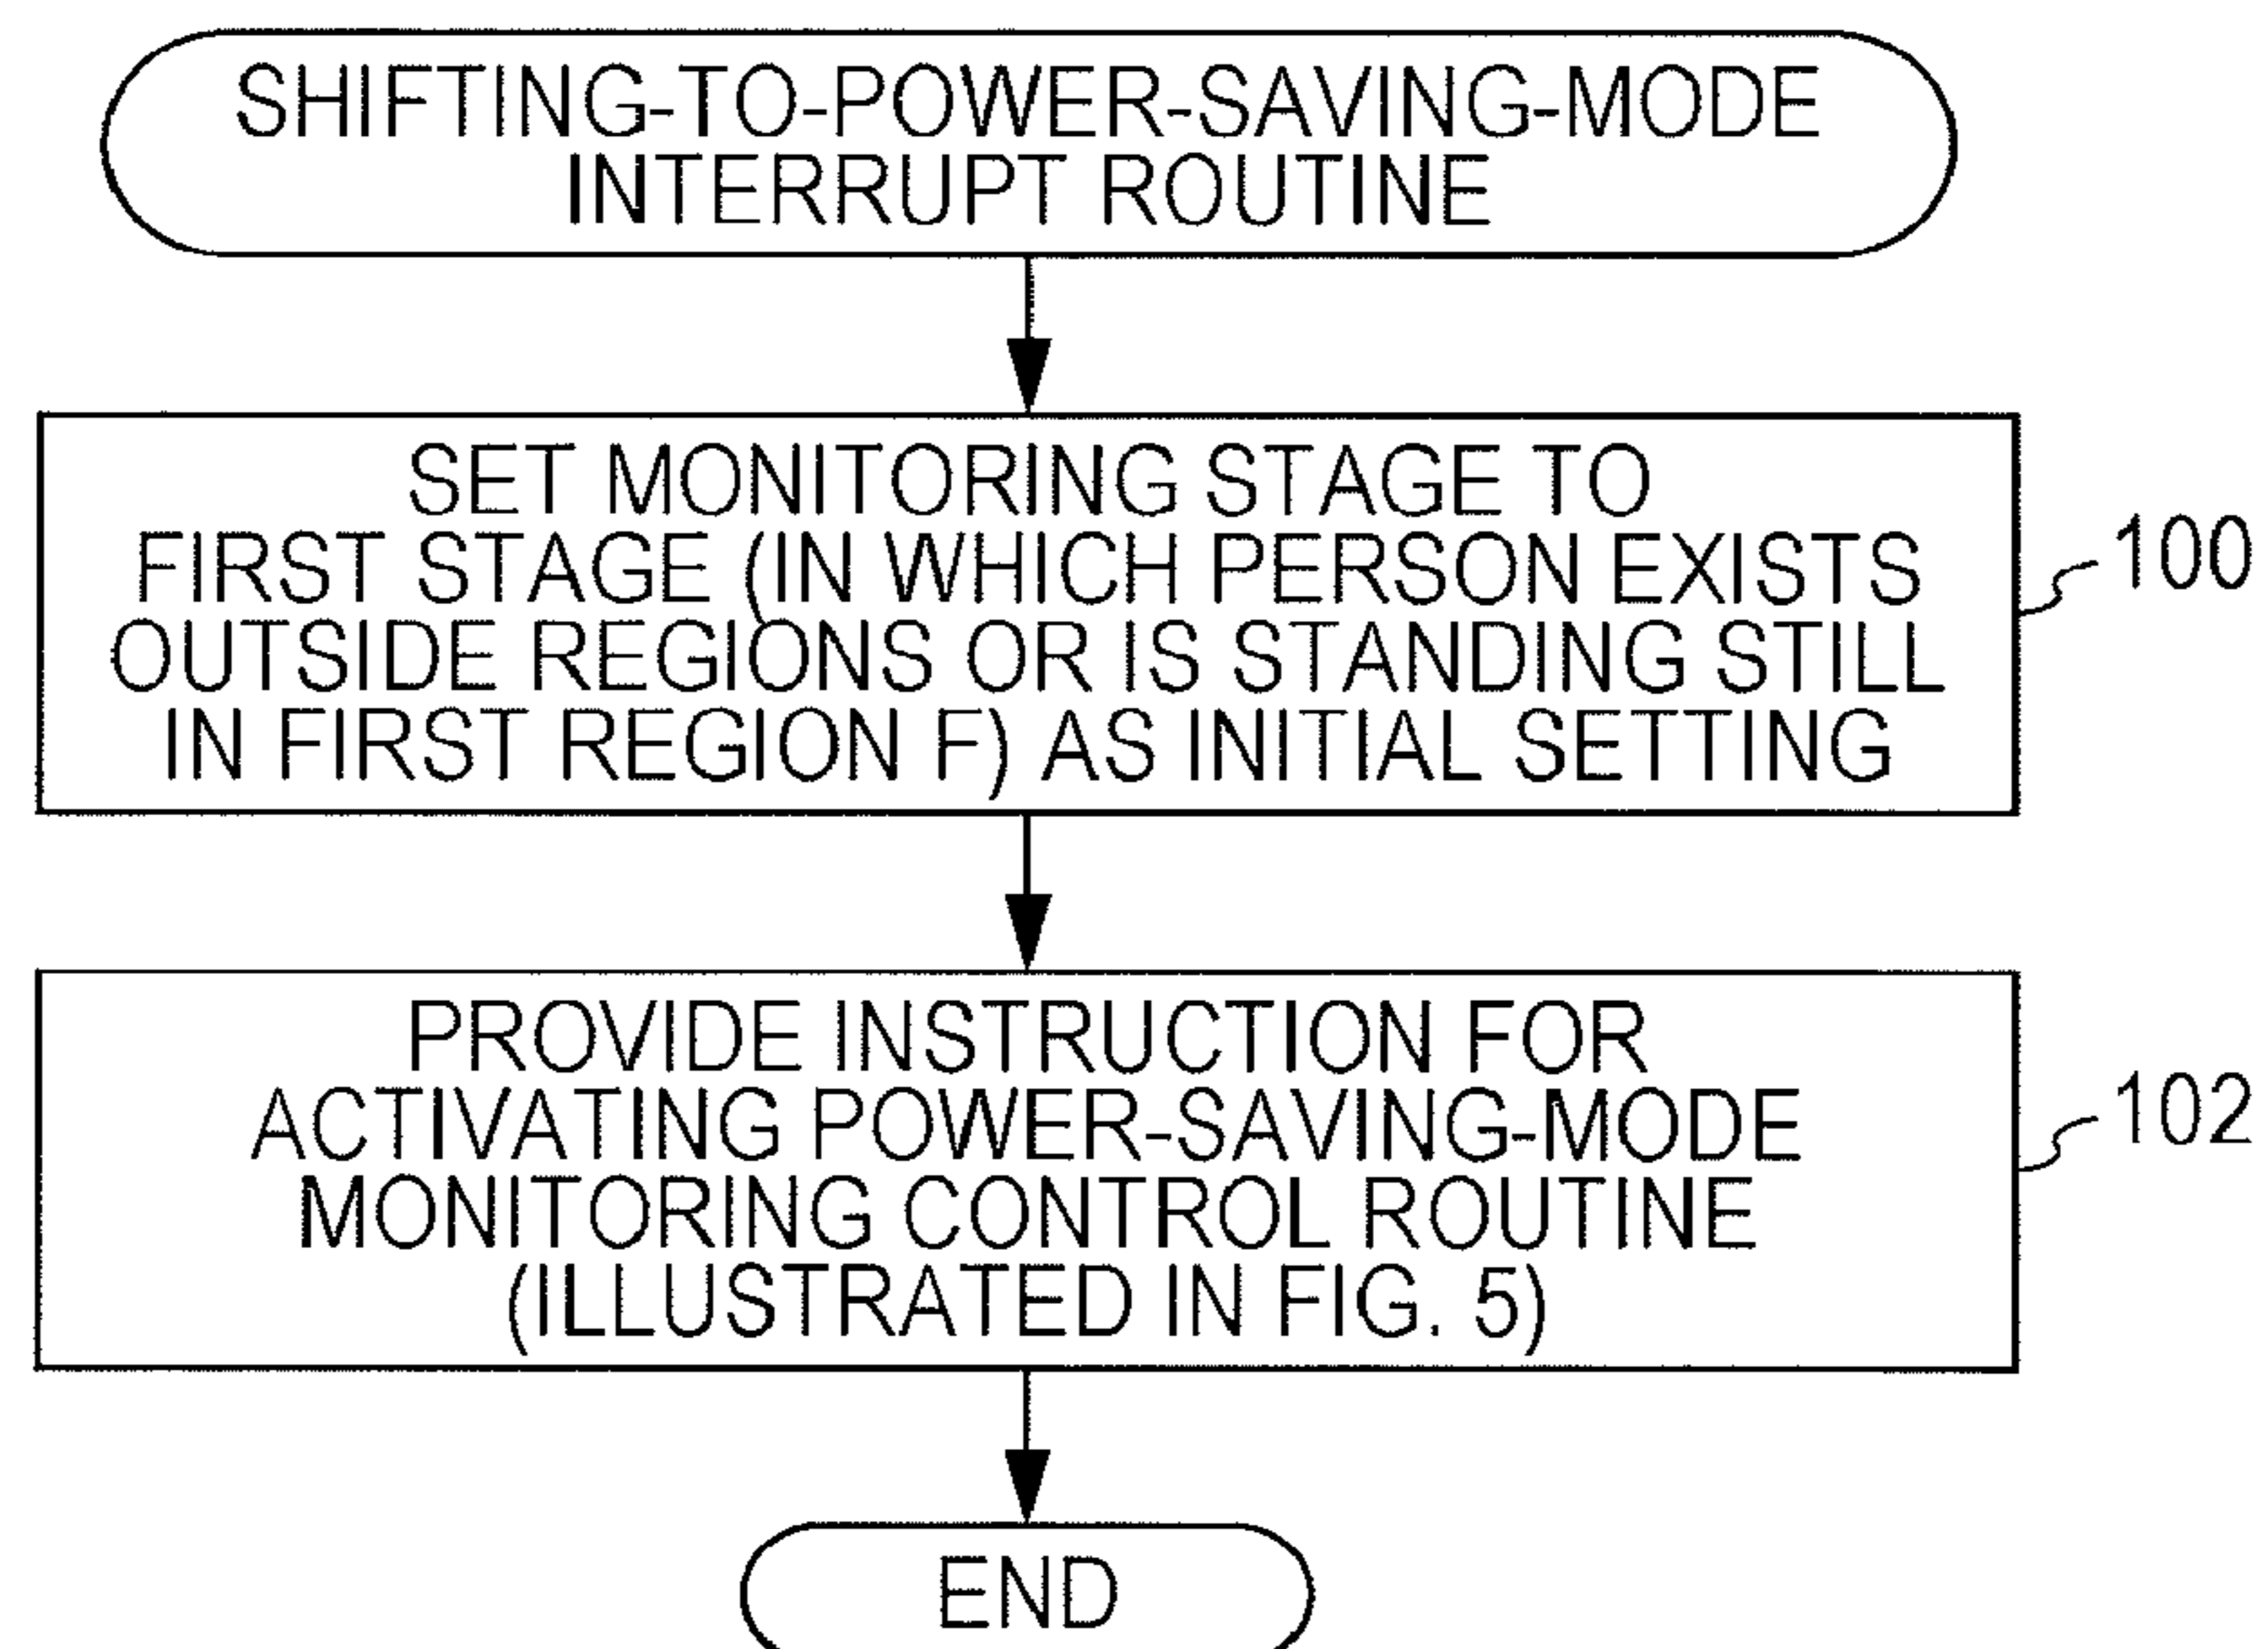 SHIFTING-TO-POWER-SAVING-MODE
INTERRUPT ROUTINE
SET MONITORING STAGE TO
FIRST STAGE (IN WHICH PERSON EXISTS
OUTSIDE REGIONS OR IS STANDING STILL
IN FIRST REGION F) AS INITIAL SETTING
100
PROVIDE INSTRUCTION FOR
ACTIVATING POWER-SAVING-MODE
MONITORING CONTROL ROUTINE
(ILLUSTRATED IN FIG. 5)
102
END